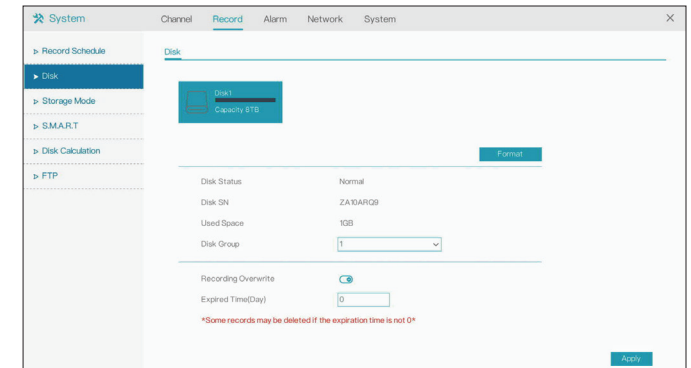 System
Channel Record Alarm Network System
Record Schedule
Disk
Storage Mode
S.M.A.R.T
Disk Calculation
FTP
Disk
Disk1
Capacity 8TB
Format
Disk Status Normal
Disk SN ZA10ARQ9
Used Space 1GB
Disk Group 1
Recording Overwrite
Expired Time(Day) 0
*Some records may be deleted if the expiration time is not 0*
Apply